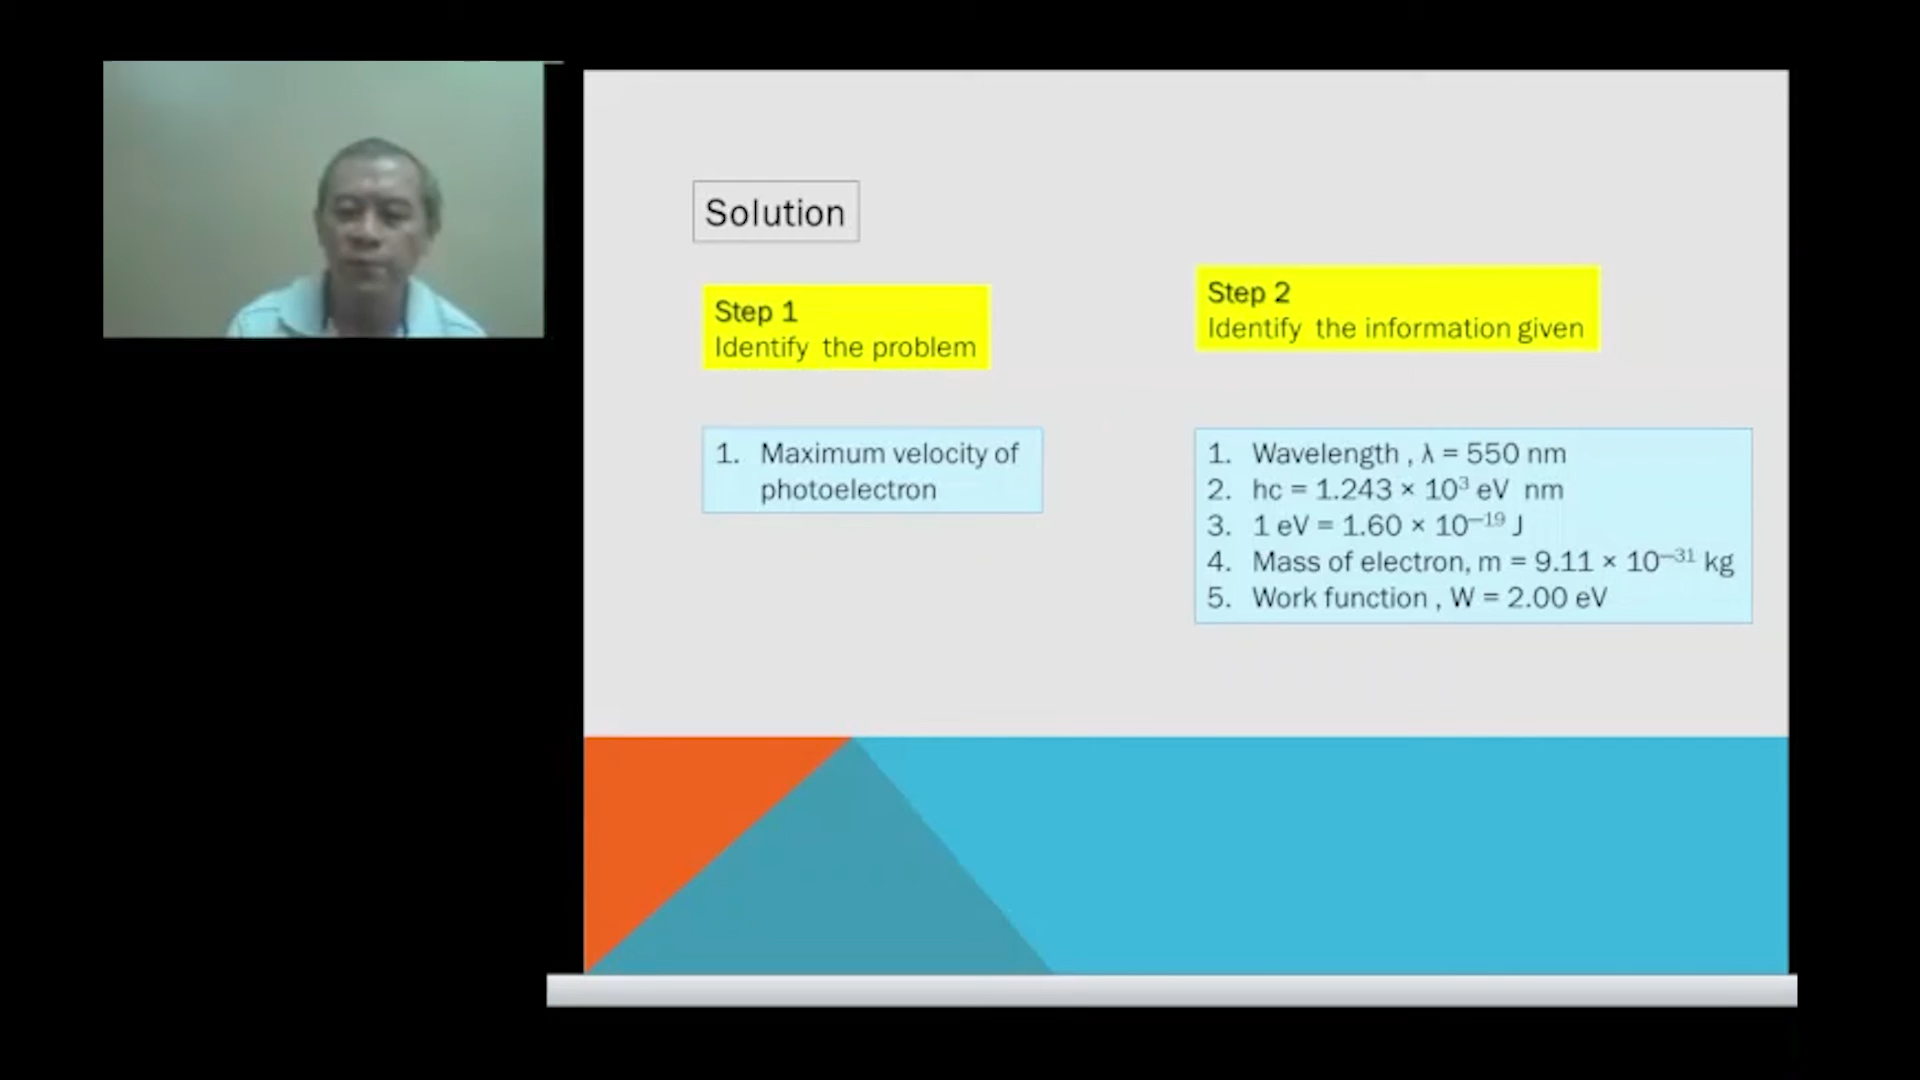 Solution
Step 1
Identify the problem
1. Maximum velocity of
photoelectron
Step 2
Identify the information given
1. Wavelength , λ = 550 nm
2. hc = 1.243 × 10³ eV nm
3. 1 eV = 1.60 × 10⁻¹⁹ J
4. Mass of electron, m = 9.11 × 10⁻³¹ kg
5. Work function , W = 2.00 eV